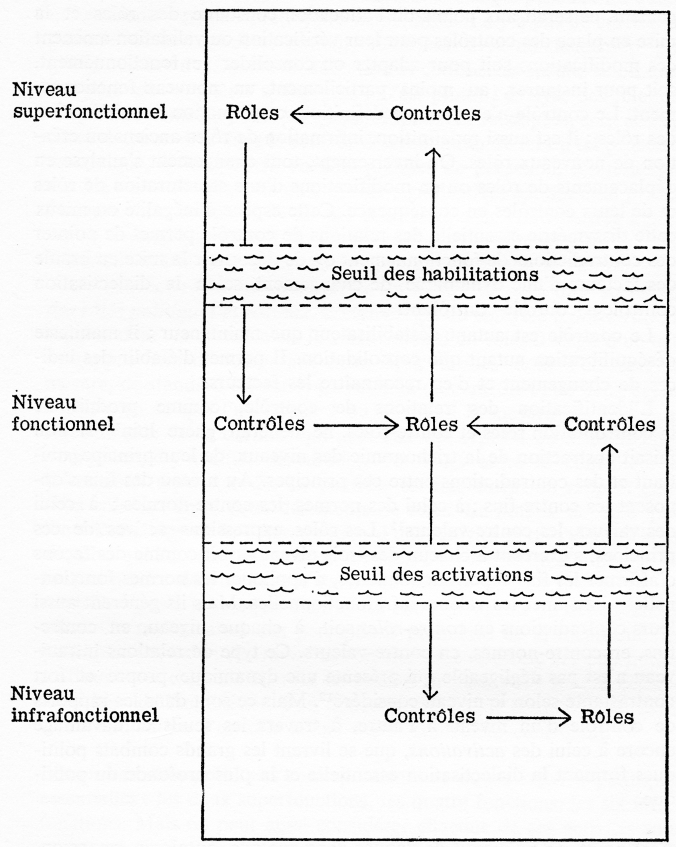 Niveau
superfonctionnel Rôles Contrôles
Seuil des habilitations
Niveau
fonctionnel Contrôles Rôles Contrôles
Seuil des activations
Niveau
infrafonctionnel Contrôles Rôles